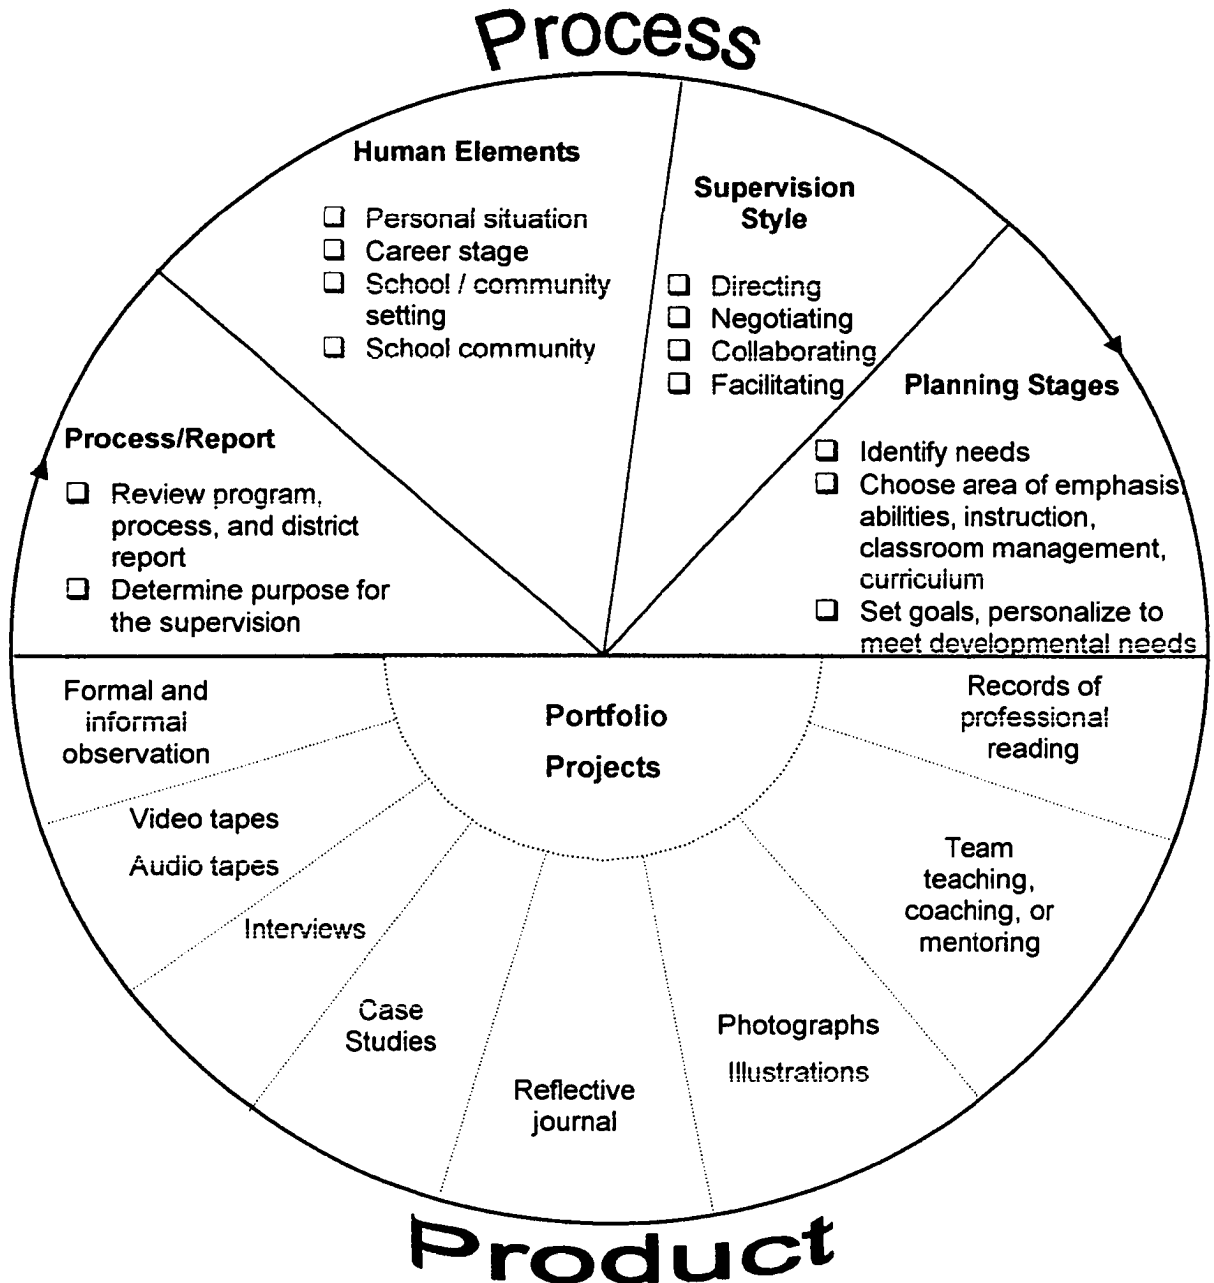 Process
Human Elements
❑ Personal situation
❑ Career stage
❑ School / community
setting
❑ School community
Supervision
Style
❑ Directing
❑ Negotiating
❑ Collaborating
❑ Facilitating
Planning Stages
❑ Identify needs
❑ Choose area of emphasis,
abilities, instruction,
classroom management,
curriculum
❑ Set goals, personalize to
meet developmental needs
Process/Report
❑ Review program,
process, and district
report
❑ Determine purpose for
the supervision
Portfolio
Projects
Formal and
informal
observation
Video tapes
Audio tapes
Interviews
Case
Studies
Reflective
journal
Photographs
Illustrations
Team
teaching,
coaching, or
mentoring
Records of
professional
reading
Product